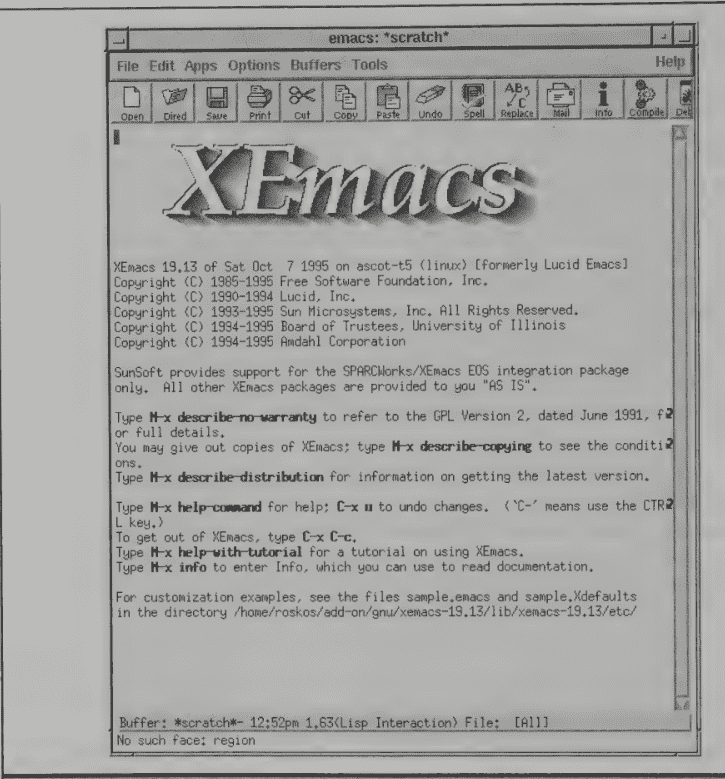 emacs: *scratch*
File Edit Apps Options Buffers Tools Help
Open Dired Save Print Cut Copy Paste Undo Spell Replace Mail Info Compile
XEmacs
XEmacs 19.13 of Sat Oct  7 1995 on ascot-t5 (linux) [formerly Lucid Emacs]
Copyright (C) 1985-1995 Free Software Foundation, Inc.
Copyright (C) 1990-1994 Lucid, Inc.
Copyright (C) 1993-1995 Sun Microsystems, Inc. All Rights Reserved.
Copyright (C) 1994-1995 Board of Trustees, University of Illinois
Copyright (C) 1994-1995 Amdahl Corporation
SunSoft provides support for the SPARCWorks/XEmacs EOS integration package
only.  All other XEmacs packages are provided to you "AS IS".
Type M-x describe-no-warranty to refer to the GPL Version 2, dated June 1991, f
or full details.
You may give out copies of XEmacs; type M-x describe-copying to see the conditi
ons.
Type M-x describe-distribution for information on getting the latest version.
Type M-x help-command for help; C-x u to undo changes.  (`C-' means use the CTR
L key.)
To get out of XEmacs, type C-x C-c.
Type M-x help-with-tutorial for a tutorial on using XEmacs.
Type M-x info to enter Info, which you can use to read documentation.
For customization examples, see the files sample.emacs and sample.Xdefaults
in the directory /home/roskos/add-on/gnu/xemacs-19.13/lib/xemacs-19.13/etc/
Buffer: *scratch*- 12:52pm 1.63(Lisp Interaction) File:  [All]
No such face: region